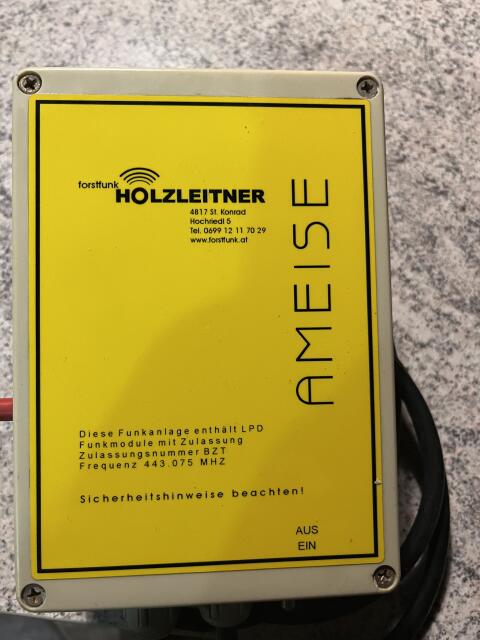 forstfunk
HOLZLEITNER
4817 St. Konrad
Hochriedl 5
Tel. 0699 12 11 70 29
www.forstfunk.at
AMEISE
Diese Funkanlage enthält LPD
Funkmodule mit Zulassung
Zulassungsnummer BZT
Frequenz 443.075 MHZ
Sicherheitshinweise beachten!
AUS
EIN